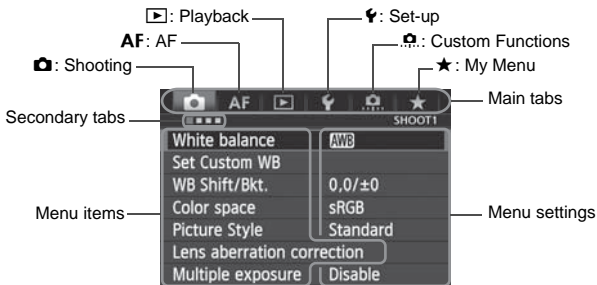 : Playback
: Set-up
AF: AF
: Custom Functions
: Shooting
: My Menu
AF
Main tabs
Secondary tabs
SHOOT1
White balance AWB
Set Custom WB
WB Shift/Bkt. 0,0/±0
Menu items
Color space sRGB
Menu settings
Picture Style Standard
Lens aberration correction
Multiple exposure Disable